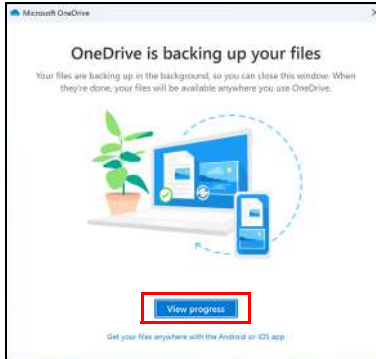 Microsoft OneDrive
OneDrive is backing up your files
Your files are backing up in the background, so you can close this window. When
they're done, your files will be available anywhere you use OneDrive.
View progress
Get your files anywhere with the Android or iOS app